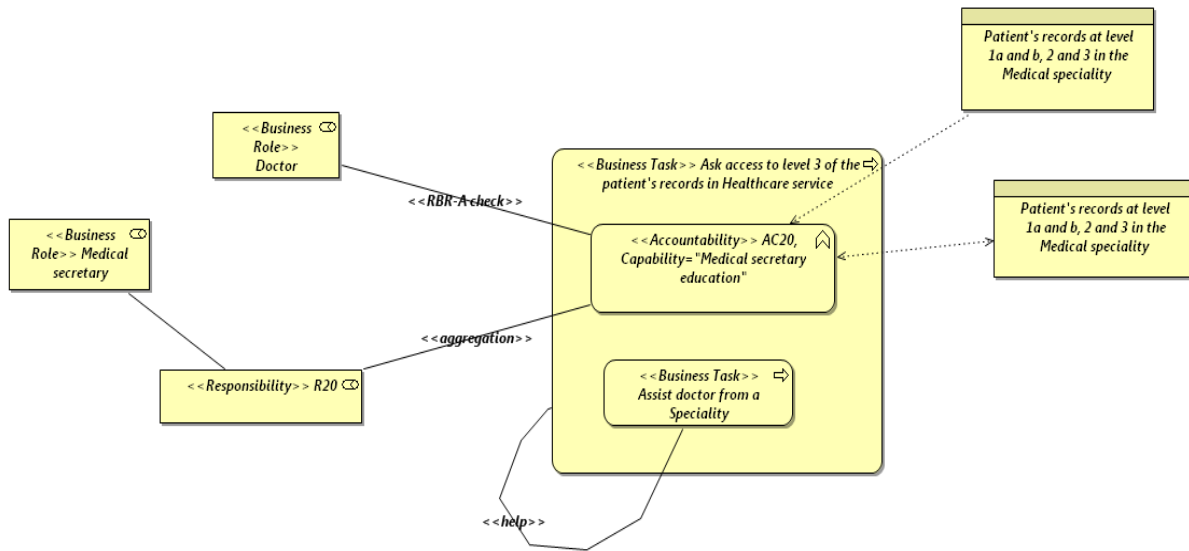 Patient's records at level
1a and b, 2 and 3 in the
Medical speciality
<<Business
Role>>
Doctor
<<Business Task>> Ask access to level 3 of the
patient's records in Healthcare service
<<RBR-A check>>
Patient's records at level
1a and b, 2 and 3 in the
Medical speciality
<<Business
Role>> Medical
secretary
<<Accountability>> AC20,
Capability="Medical secretary
education"
<<aggregation>>
<<Responsibility>> R20
<<Business Task>>
Assist doctor from a
Speciality
<<help>>